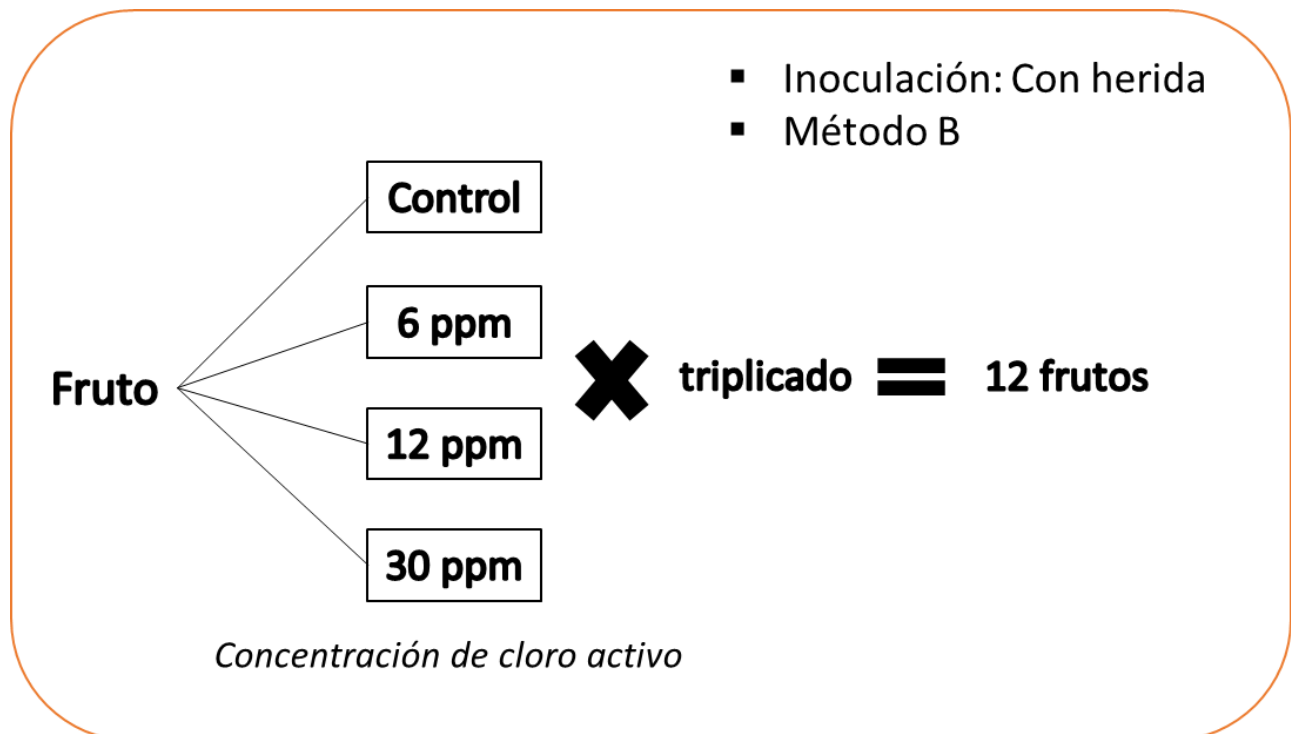 ▪ Inoculación: Con herida
▪ Método B
Control
6 ppm
Fruto
triplicado
12 frutos
12 ppm
30 ppm
Concentración de cloro activo